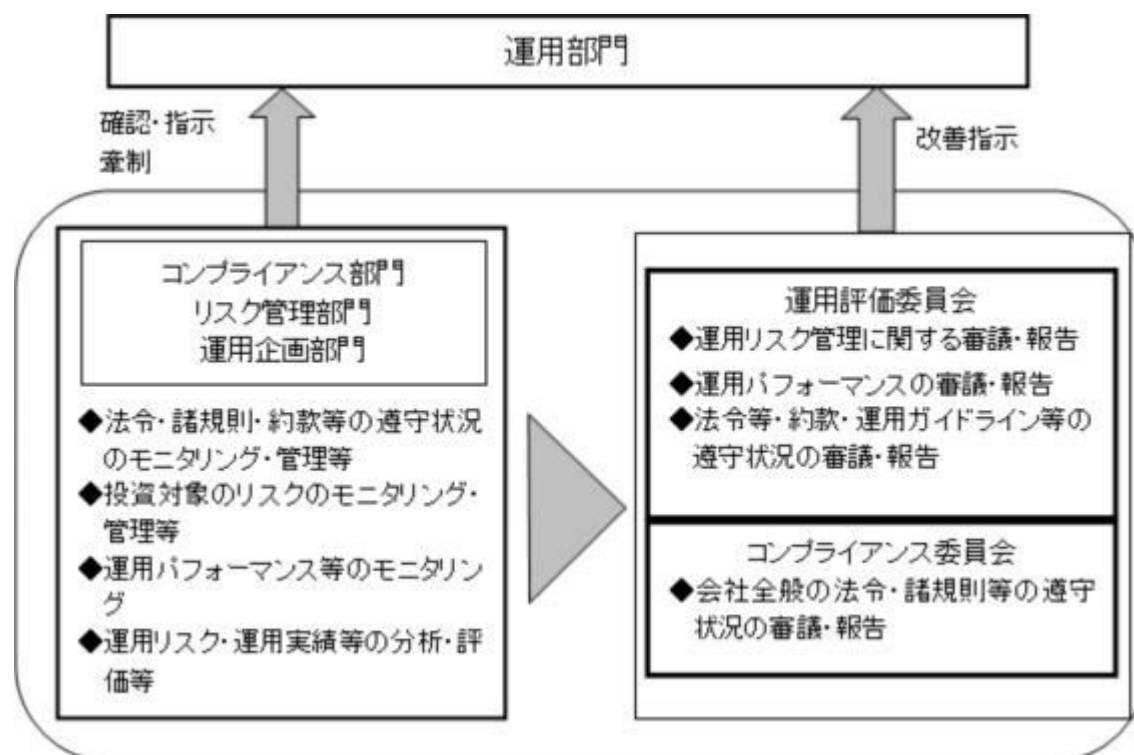 運用部門
確認・指示
牽制
改善指示
コンプライアンス部門
リスク管理部門
運用企画部門
◆法令・諸規則・約款等の遵守状況
のモニタリング・管理等
◆投資対象のリスクのモニタリング・
管理等
◆運用パフォーマンス等のモニタリン
グ
◆運用リスク・運用実績等の分析・評
価等
運用評価委員会
◆運用リスク管理に関する審議・報告
◆運用パフォーマンスの審議・報告
◆法令等・約款・運用ガイドライン等の
遵守状況の審議・報告
コンプライアンス委員会
◆会社全般の法令・諸規則等の遵守
状況の審議・報告